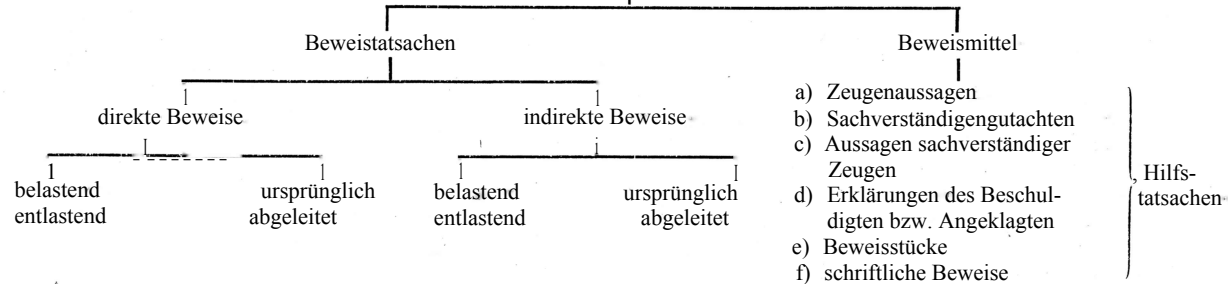 Beweistatsachen
Beweismittel
direkte Beweise
indirekte Beweise
belastend
entlastend
ursprünglich
abgeleitet
belastend
entlastend
ursprünglich
abgeleitet
a) Zeugenaussagen
b) Sachverständigengutachten
c) Aussagen sachverständiger
Zeugen
d) Erklärungen des Beschul-
digten bzw. Angeklagten
e) Beweisstücke
f) schriftliche Beweise
, Hilfs-
tatsachen